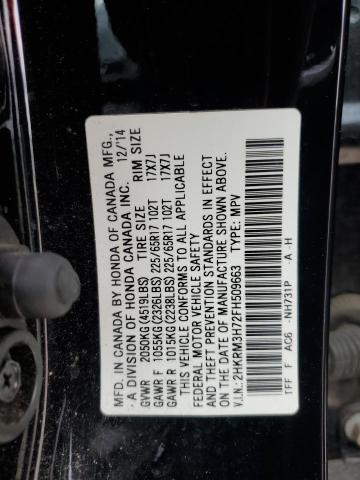 MFD. IN CANADA BY HONDA OF CANADA MFG.,
- A DIVISION OF HONDA CANADA INC. 12/14
TIRE SIZE RIM SIZE
GVWR 2050KG(4519LBS)
GAWR F 1055KG(2326LBS) 225/65R17 102T 17X7J
GAWR R 1015KG(2238LBS) 225/65R17 102T 17X7J
THIS VEHICLE CONFORMS TO ALL APPLICABLE
FEDERAL MOTOR VEHICLE SAFETY
AND THEFT PREVENTION STANDARDS IN EFFECT
ON THE DATE OF MANUFACTURE SHOWN ABOVE.
V.I.N.:2HKRM3H72FH509663 TYPE: MPV
TFF F AC6 -NH731P -A -H